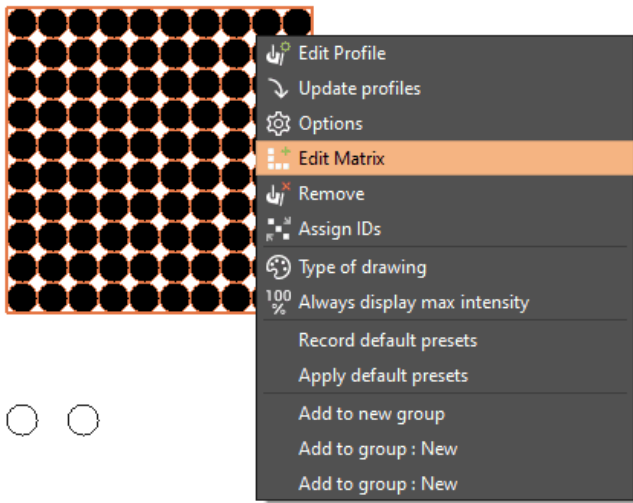 Edit Profile
Update profiles
Options
Edit Matrix
Remove
Assign IDs
Type of drawing
100
%
Always display max intensity
Record default presets
Apply default presets
Add to new group
Add to group : New
Add to group : New